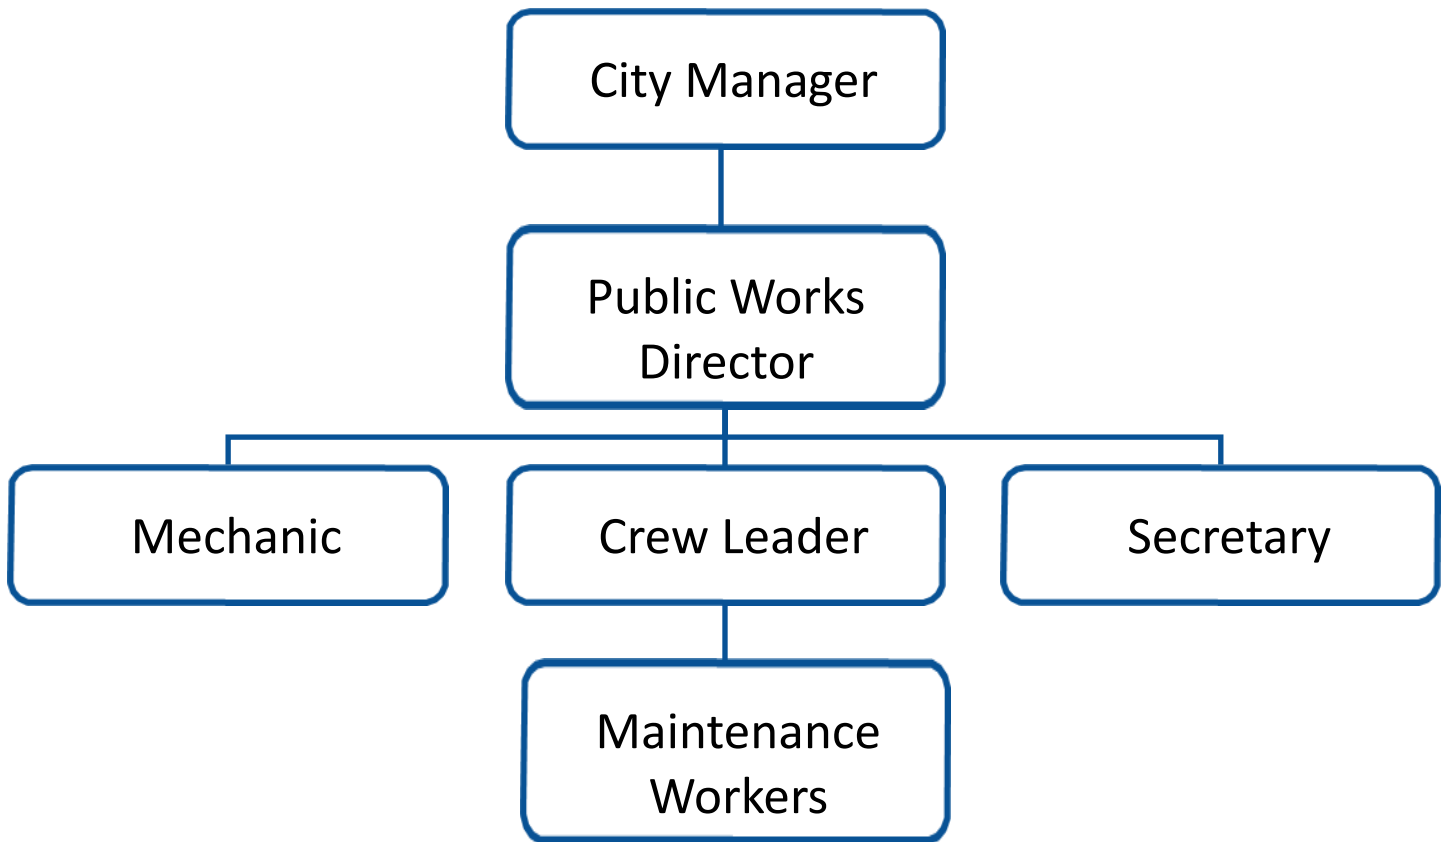 City Manager
Public Works
Director
Mechanic
Crew Leader
Secretary
Maintenance
Workers